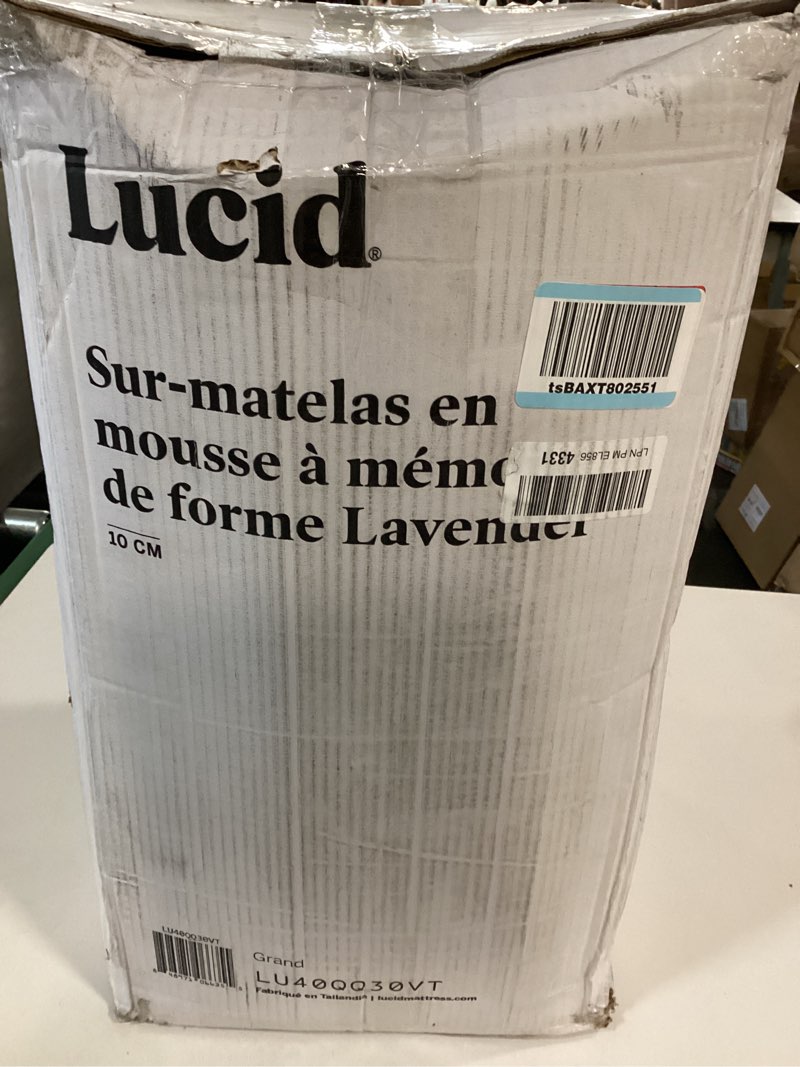 Lucid®
Sur-matelas en
mousse à mémo
de forme Lavender
10 CM
tsBAXT802551
LPN PM EL856 4331
LU40QQ30VT
Grand
LU40QQ30VT
Fabriqué en Tailande | lucidmattress.com